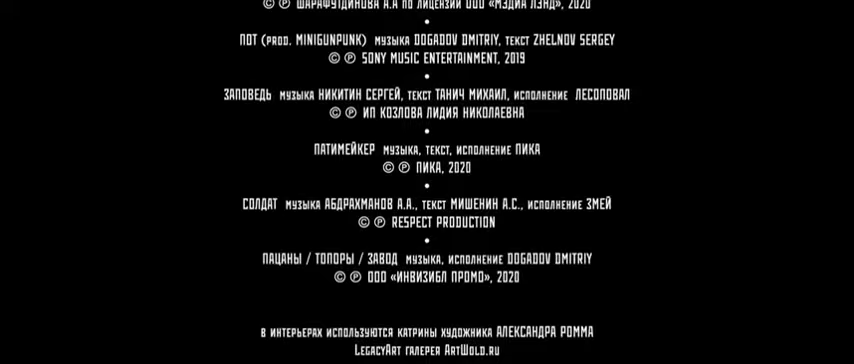 © ℗ ШАРАФУТДИНОВА А.А ПО ЛИЦЕНЗИИ ООО «МЭДИА ЛЭНД», 2020
•
ПОТ (PROD. MINIGUNPUNK) МУЗЫКА DOGADOV DMITRIY, ТЕКСТ ZHELNOV SERGEY
© ℗ SONY MUSIC ENTERTAINMENT, 2019
•
ЗАПОВЕДЬ МУЗЫКА НИКИТИН СЕРГЕЙ, ТЕКСТ ТАНИЧ МИХАИЛ, ИСПОЛНЕНИЕ ЛЕСОПОВАЛ
© ℗ ИП КОЗЛОВА ЛИДИЯ НИКОЛАЕВНА
•
ПАТИМЕЙКЕР МУЗЫКА, ТЕКСТ, ИСПОЛНЕНИЕ ПИКА
© ℗ ПИКА, 2020
•
СОЛДАТ МУЗЫКА АБДРАХМАНОВ А.А., ТЕКСТ МИШЕНИН А.С., ИСПОЛНЕНИЕ ЗМЕЙ
© ℗ RESPECT PRODUCTION
•
ПАЦАНЫ / ТОПОРЫ / ЗАВОД МУЗЫКА, ИСПОЛНЕНИЕ DOGADOV DMITRIY
© ℗ ООО «ИНВИЗИБЛ ПРОМО», 2020
В ИНТЕРЬЕРАХ ИСПОЛЬЗУЮТСЯ КАТРИНЫ ХУДОЖНИКА АЛЕКСАНДРА РОММА
LEGACYART ГАЛЕРЕЯ ARTWOLD.RU